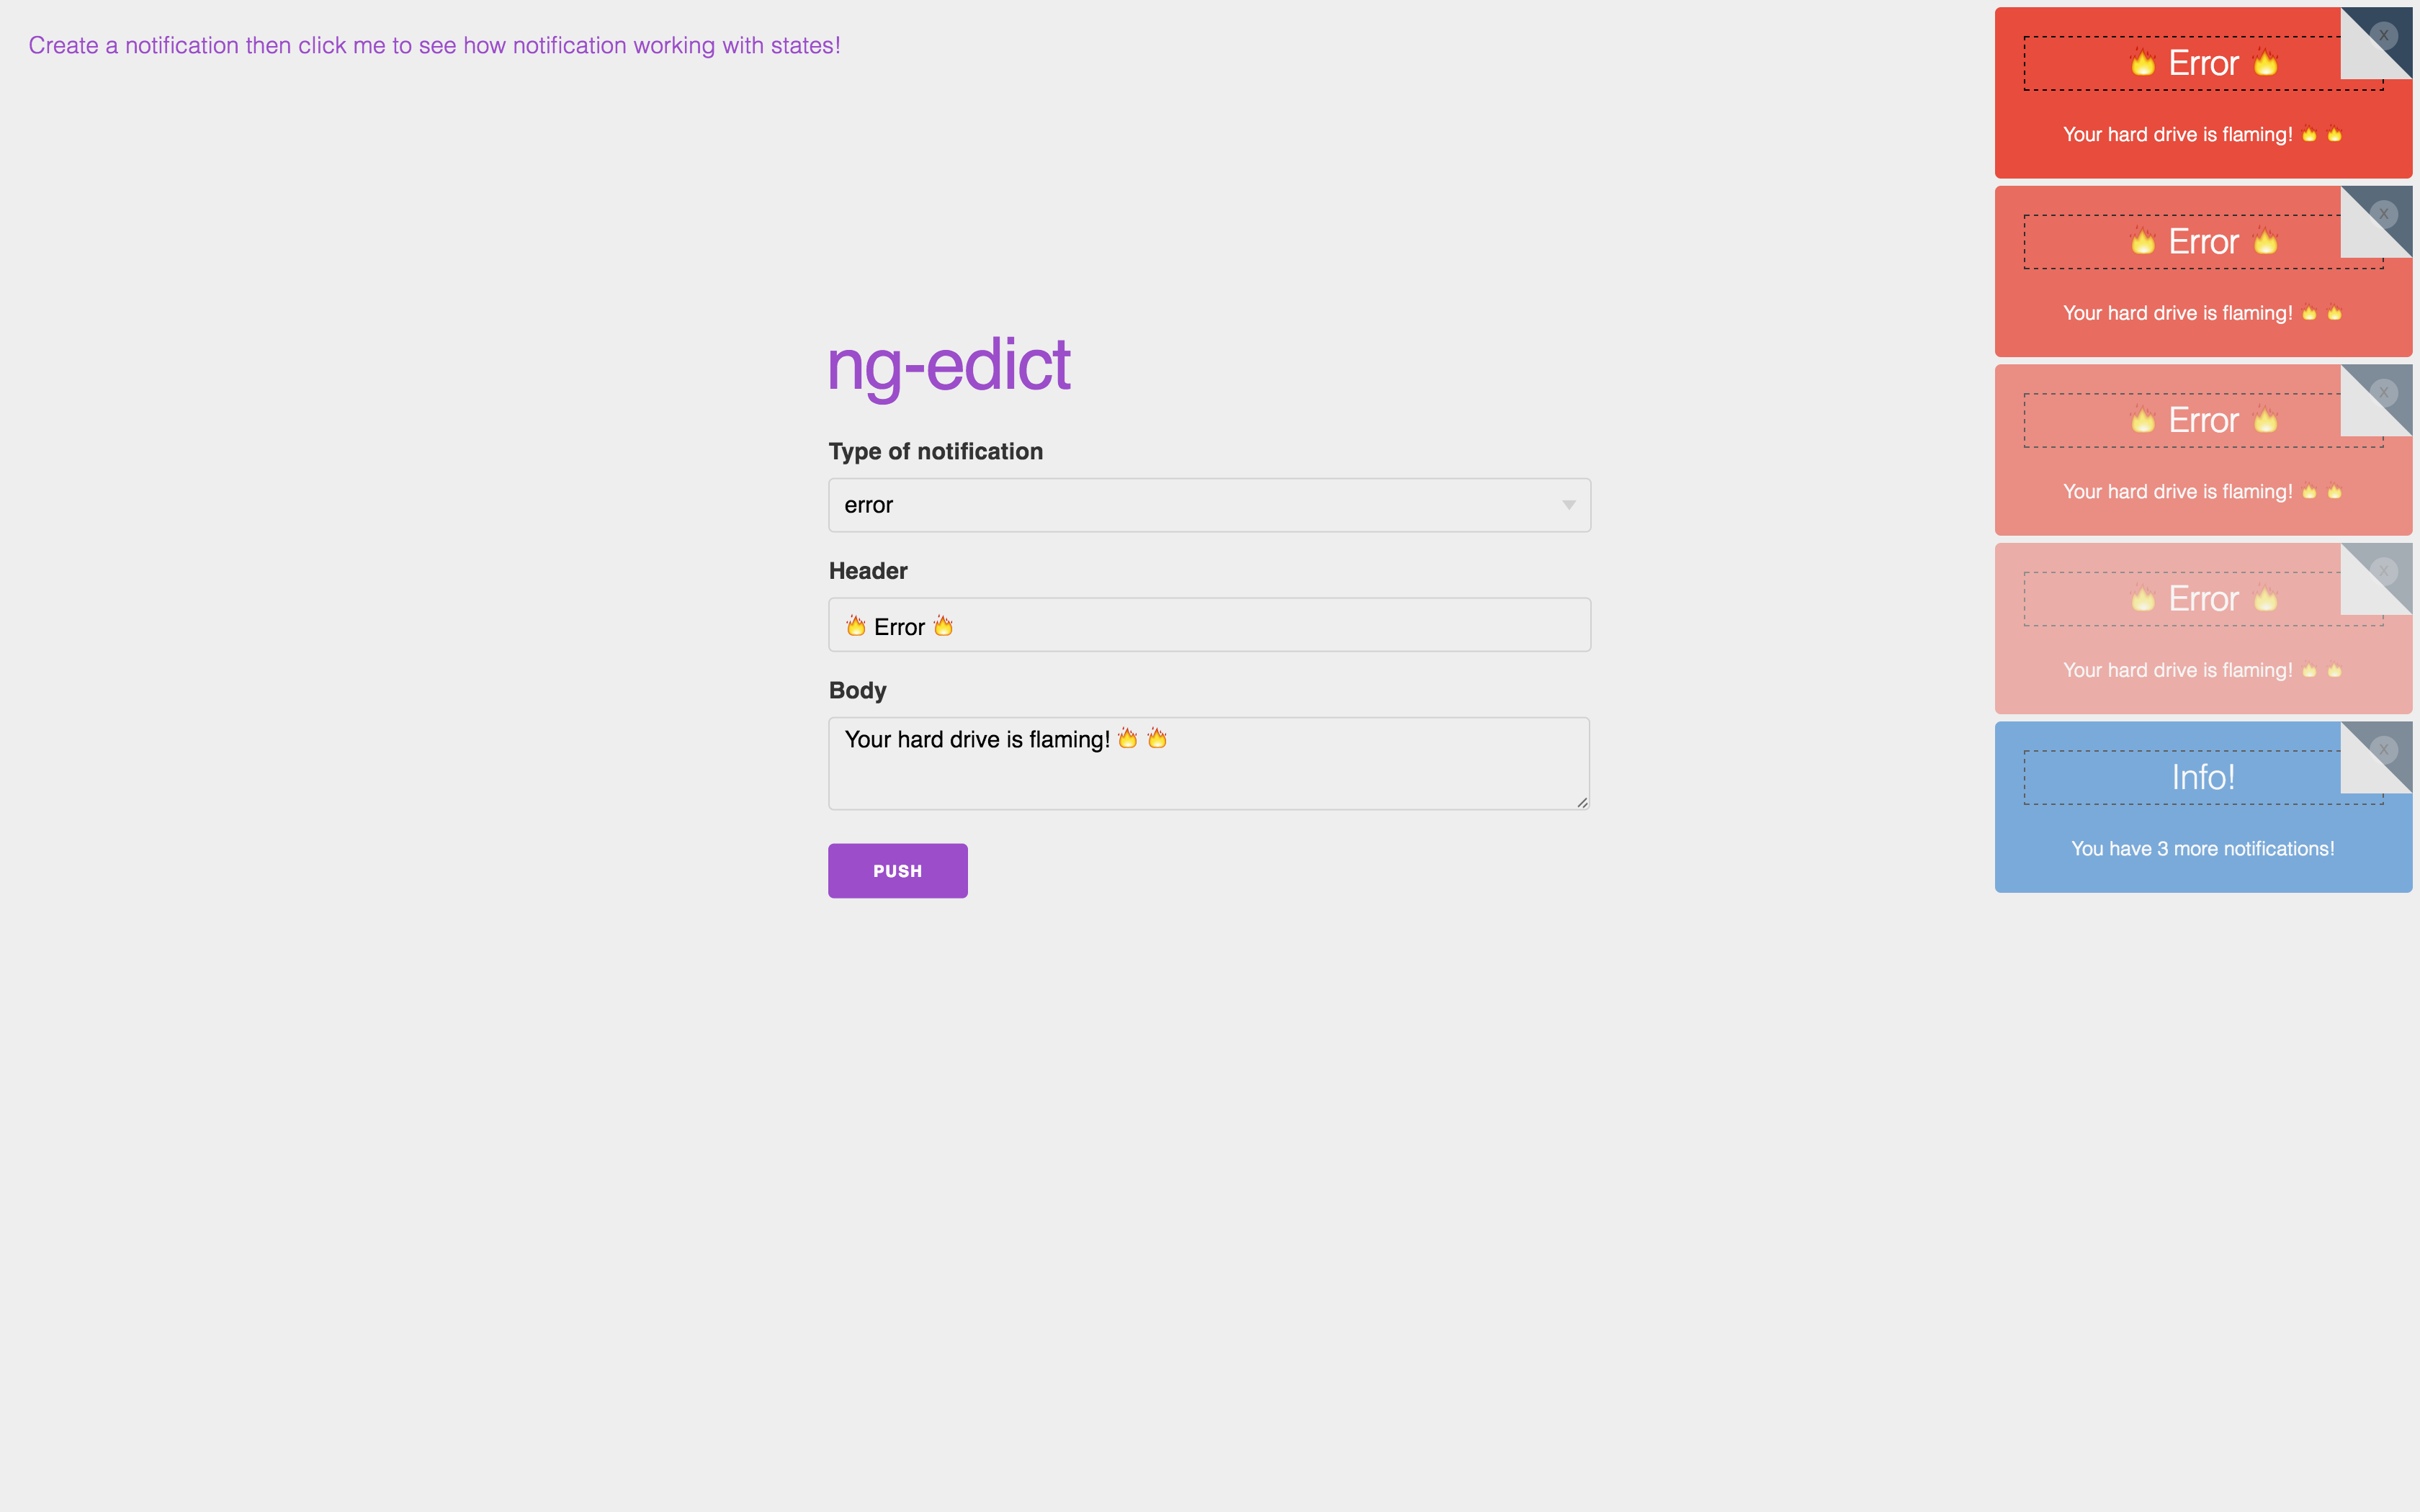 Create a notification then click me to see how notification working with states!
ng-edict
Type of notification
error
Header
🔥 Error 🔥
Body
Your hard drive is flaming! 🔥 🔥
PUSH
x
🔥 Error 🔥
Your hard drive is flaming! 🔥 🔥
x
🔥 Error 🔥
Your hard drive is flaming! 🔥 🔥
x
🔥 Error 🔥
Your hard drive is flaming! 🔥 🔥
x
🔥 Error 🔥
Your hard drive is flaming! 🔥 🔥
x
Info!
You have 3 more notifications!